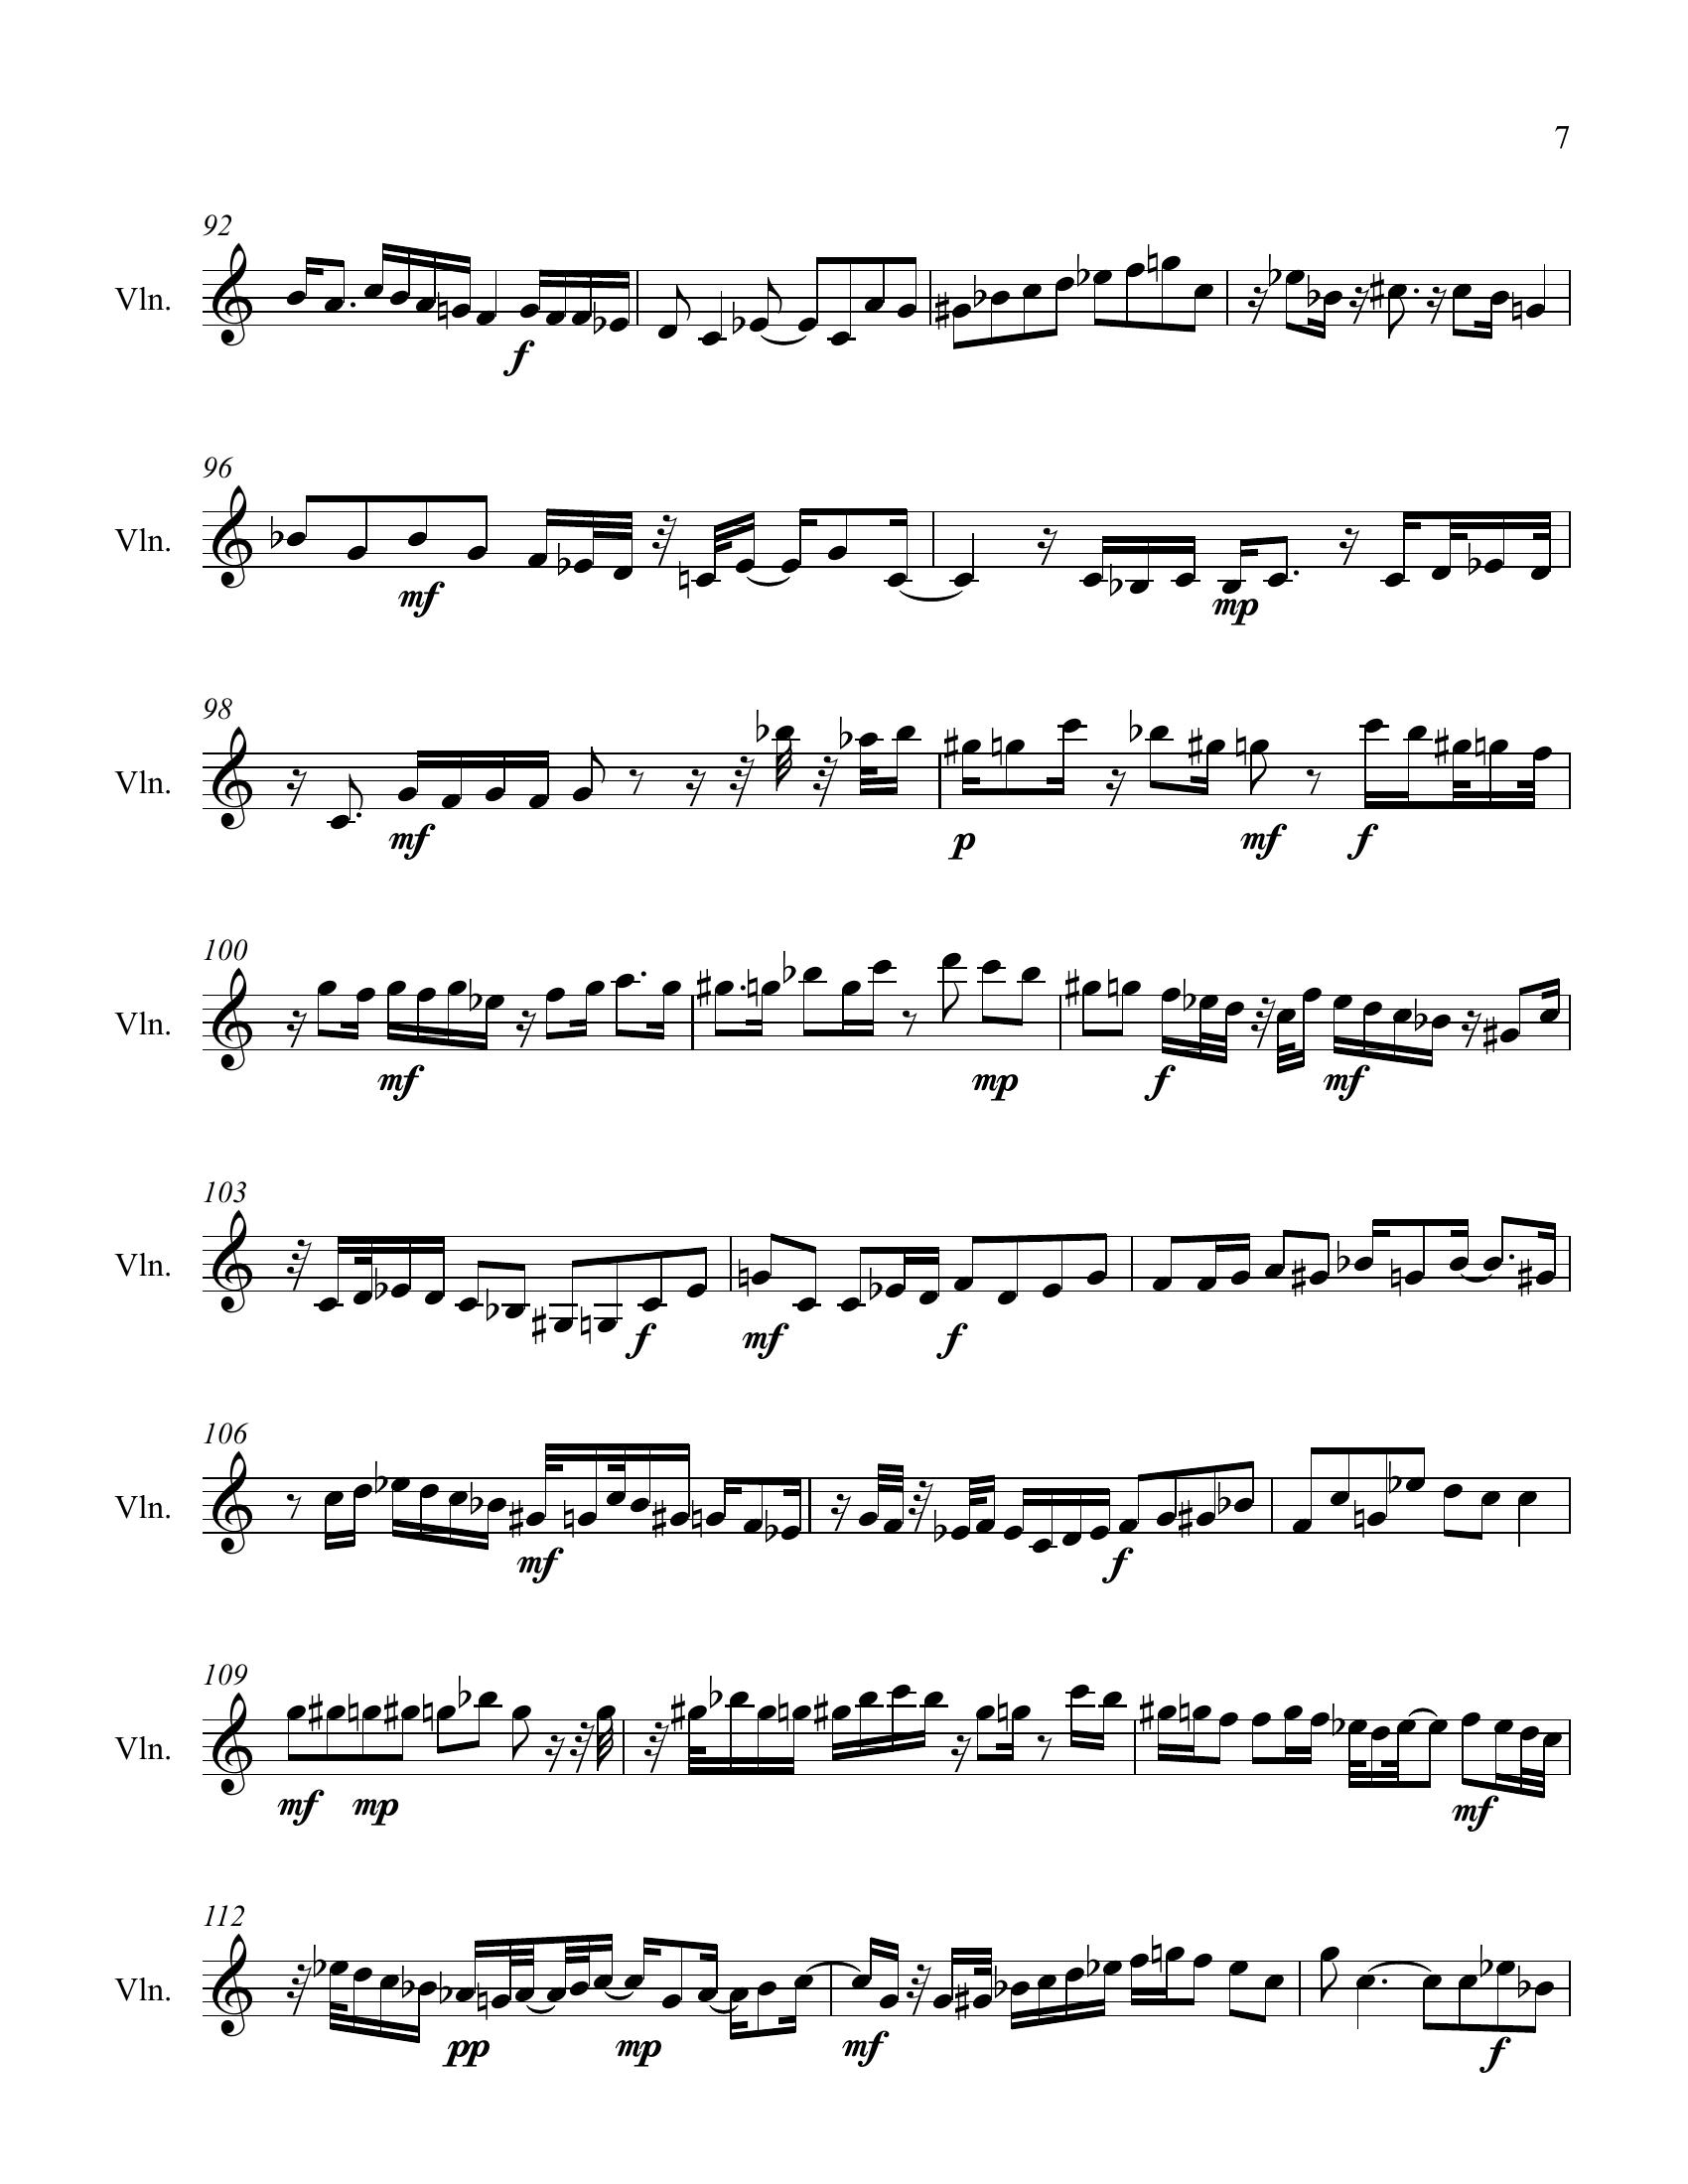 7
92
Vln.
f
96
Vln.
mf mp
98
Vln.
mf p mf f
100
Vln.
mf mp f mf
103
Vln.
f mf f
106
Vln.
mf f
109
Vln.
mf mp mf
112
Vln.
pp mp mf f